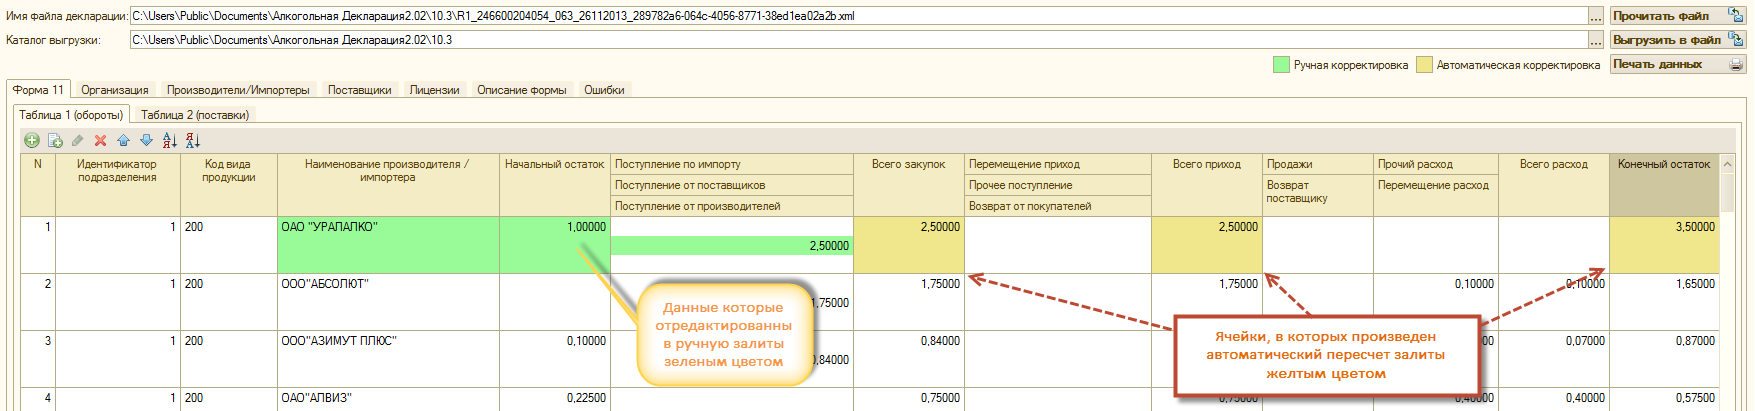 Имя файла декларации: C:\Users\Public\Documents\Алкогольная Декларация2.02\10.3\R1_246600204054_063_26112013_289782a6-064c-4056-8771-38ed1ea02a2b.xml ... Прочитать файл
Каталог выгрузки: C:\Users\Public\Documents\Алкогольная Декларация2.02\10.3 ... Выгрузить в файл
Ручная корректировка Автоматическая корректировка Печать данных
Форма 11 Организация Производители/Импортеры Поставщики Лицензии Описание формы Ошибки
Таблица 1 (обороты) Таблица 2 (поставки)
N Идентификатор подразделения Код вида продукции Наименование производителя / импортера Начальный остаток Поступление по импорту Всего закупок Перемещение приход Всего приход Продажи Прочий расход Всего расход Конечный остаток
Поступление от поставщиков Прочее поступление Возврат поставщику Перемещение расход
Поступление от производителей Возврат от покупателей
1 1 200 ОАО "УРАЛАЛКО" 1,00000 2,50000 2,50000 3,50000
2,50000
2 1 200 ООО"АБСОЛЮТ" 1,75000 1,75000 0,10000 0,10000 1,65000
1,75000
3 1 200 ООО"АЗИМУТ ПЛЮС" 0,10000 0,84000 0,07000 0,87000
0,84000
4 1 200 ОАО"АЛВИЗ" 0,22500 0,75000 0,75000 0,40000 0,40000 0,57500
Данные которые
отредактированны
в ручную залиты
зеленым цветом
Ячейки, в которых произведен
автоматический пересчет залиты
желтым цветом